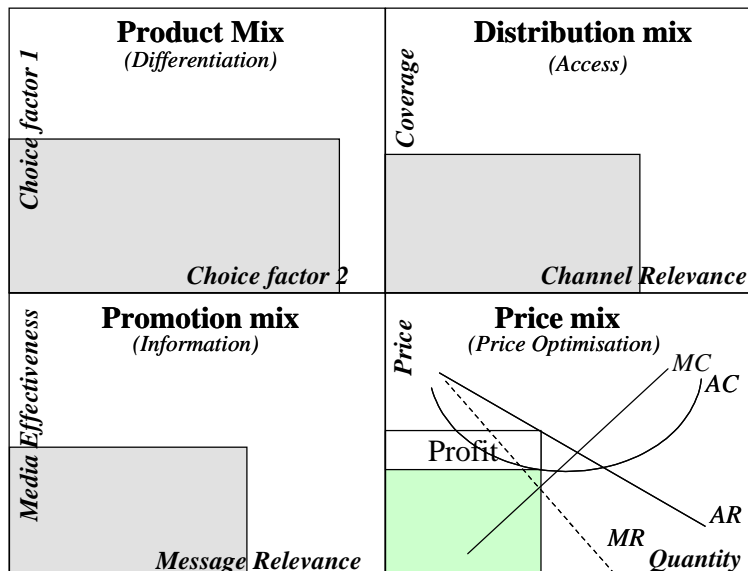 Product Mix
(Differentiation)
Choice factor 1
Choice factor 2
Distribution mix
(Access)
Coverage
Channel Relevance
Promotion mix
(Information)
Media Effectiveness
Message Relevance
Price mix
(Price Optimisation)
Price
MC
AC
Profit
AR
MR
Quantity